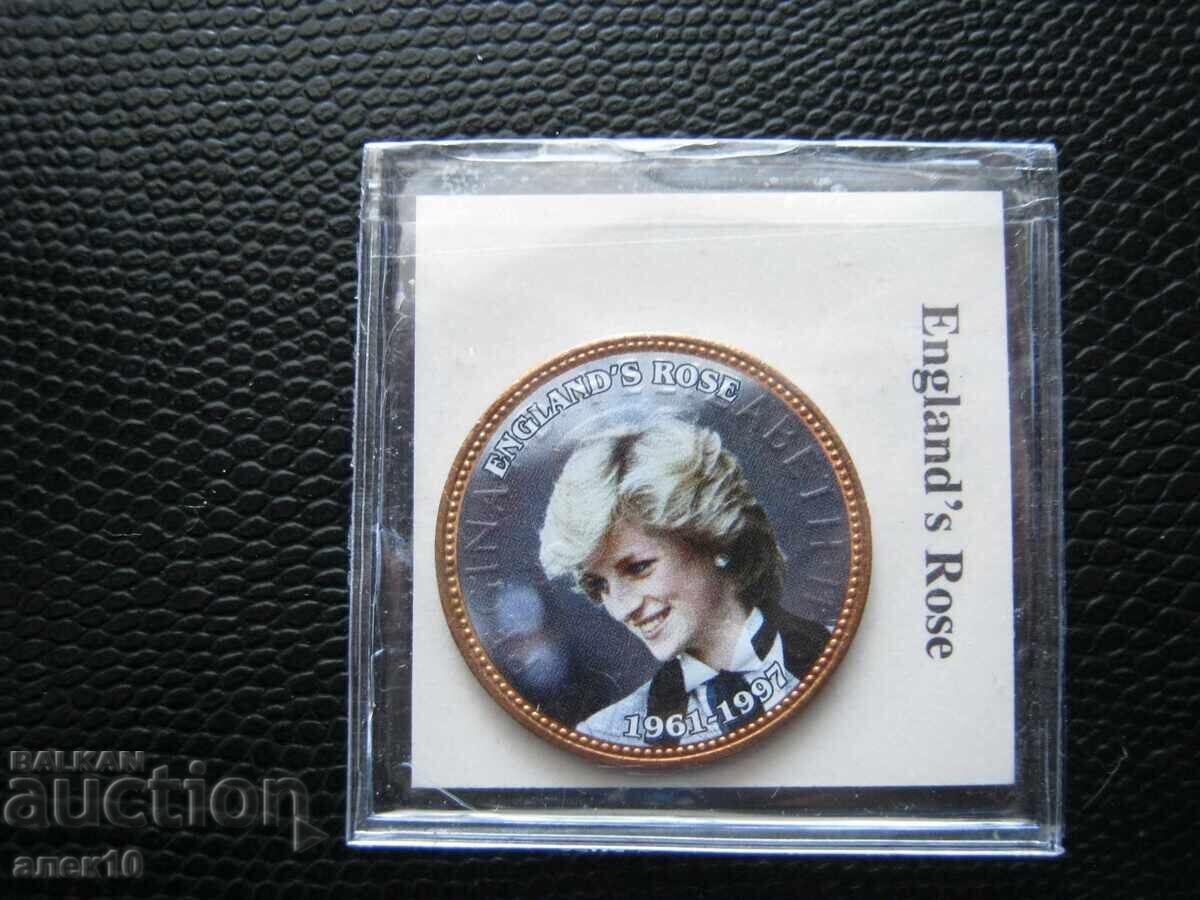 ENGLAND'S ROSE
1961-1997
England's Rose
BALKAN
auction
алек10